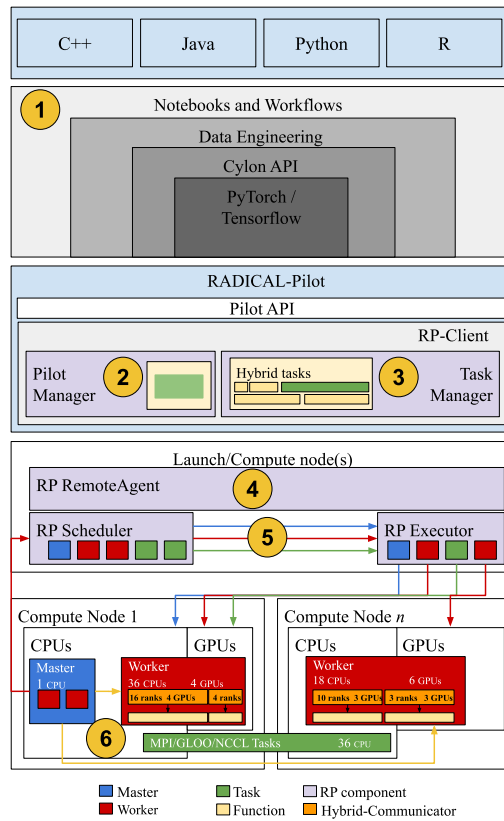 C++ Java Python R
1
Notebooks and Workflows
Data Engineering
Cylon API
PyTorch /
Tensorflow
RADICAL-Pilot
Pilot API
RP-Client
Pilot
Manager
2
Hybrid tasks
3
Task
Manager
Launch/Compute node(s)
RP RemoteAgent
4
RP Scheduler
5
RP Executor
Compute Node 1
CPUs GPUs
Master
1 CPU
Worker
36 CPUS 4 GPUS
16 ranks 4 GPUs 4 ranks
Compute Node n
CPUs GPUs
Worker
18 CPUS 6 GPUS
10 ranks 3 GPUs 3 ranks 3 GPUs
6
MPI/GLOO/NCCL Tasks 36 CPU
Master Task RP component
Worker Function Hybrid-Communicator